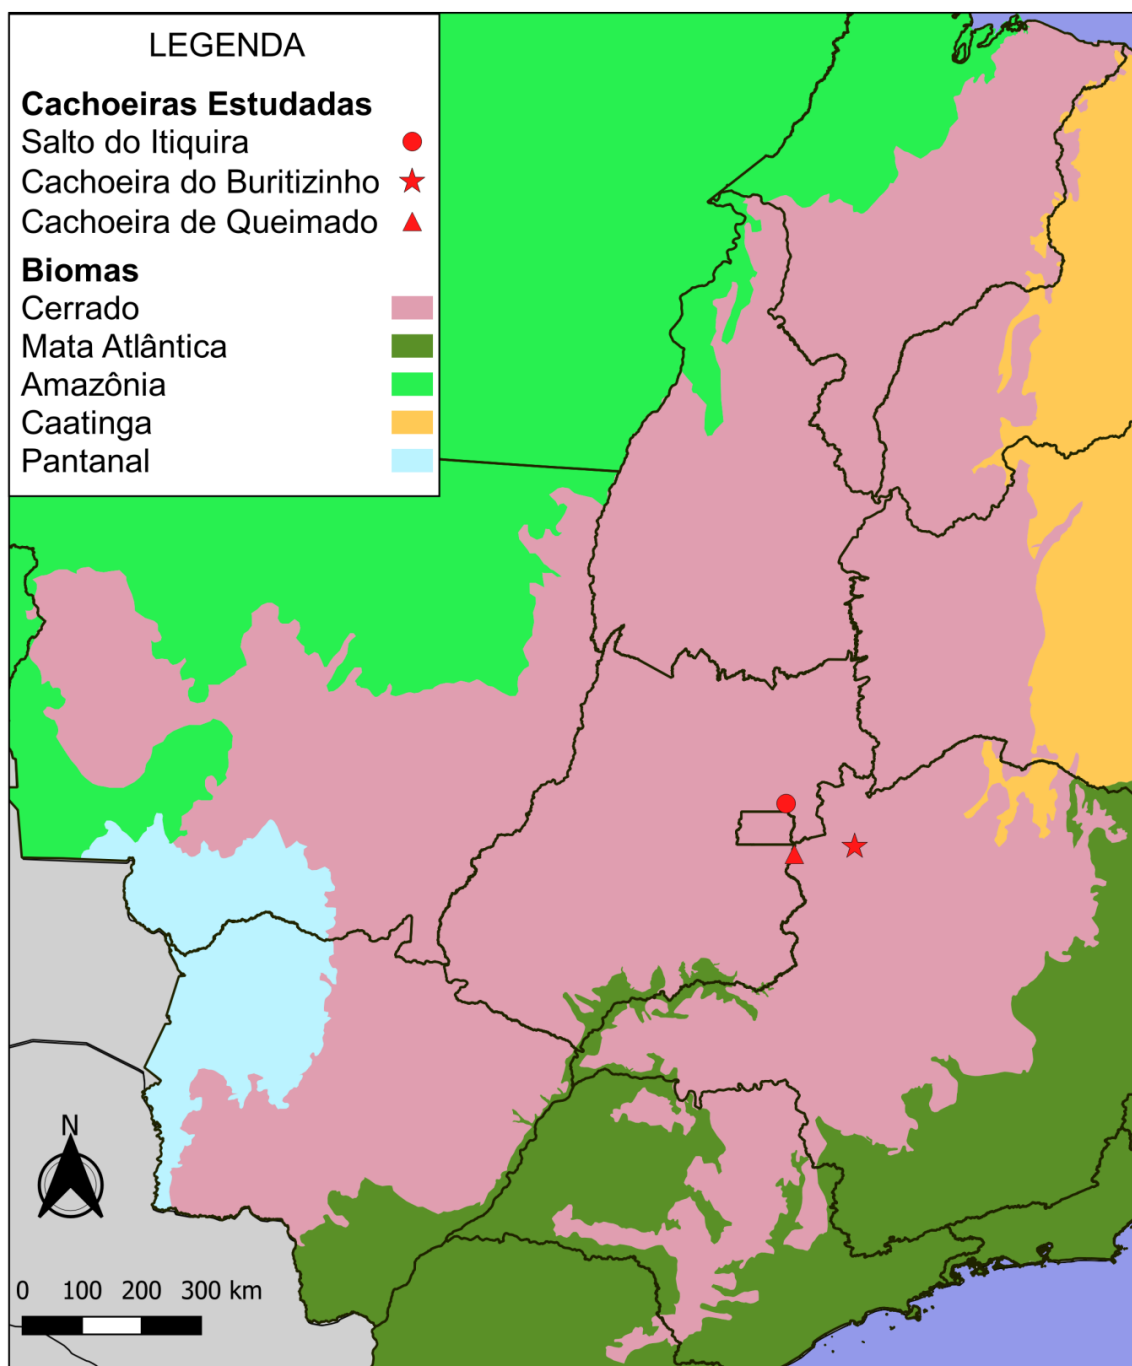 LEGENDA
Cachoeiras Estudadas
Salto do Itiquira
Cachoeira do Buritizinho
Cachoeira de Queimado
Biomas
Cerrado
Mata Atlântica
Amazônia
Caatinga
Pantanal
N
0 100 200 300 km